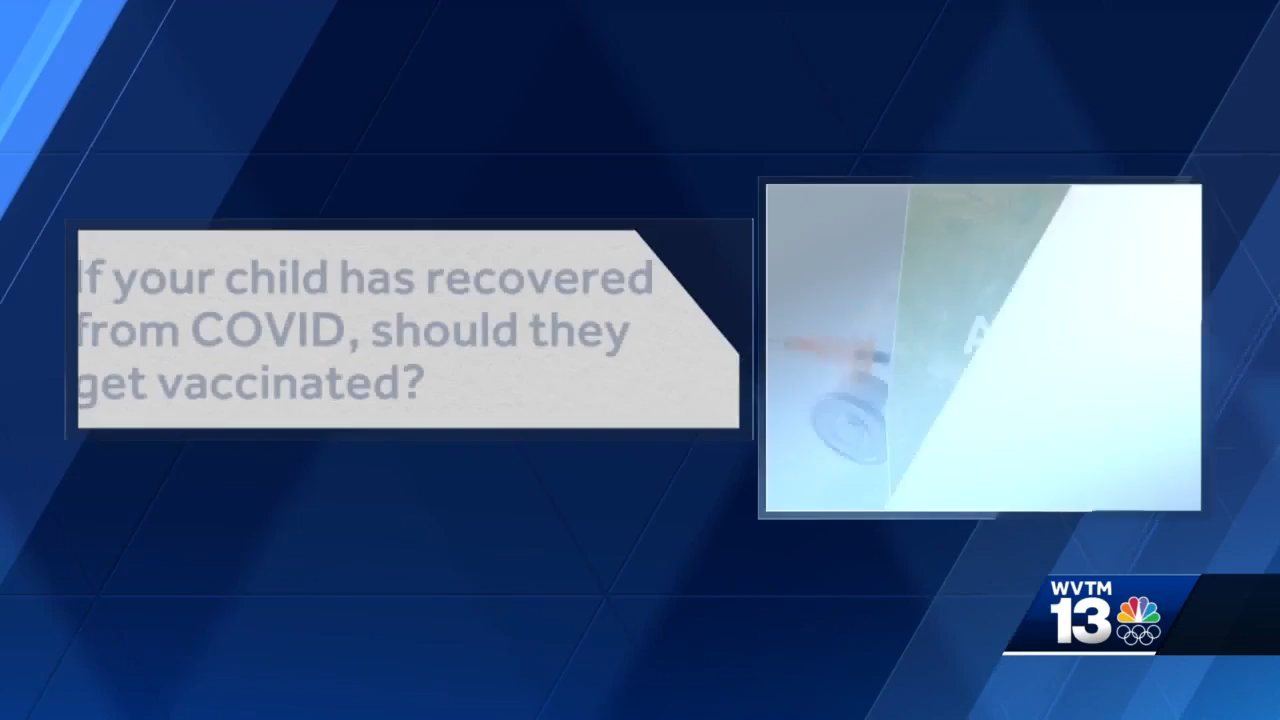 If your child has recovered
from COVID, should they
get vaccinated?
A
WVTM
13